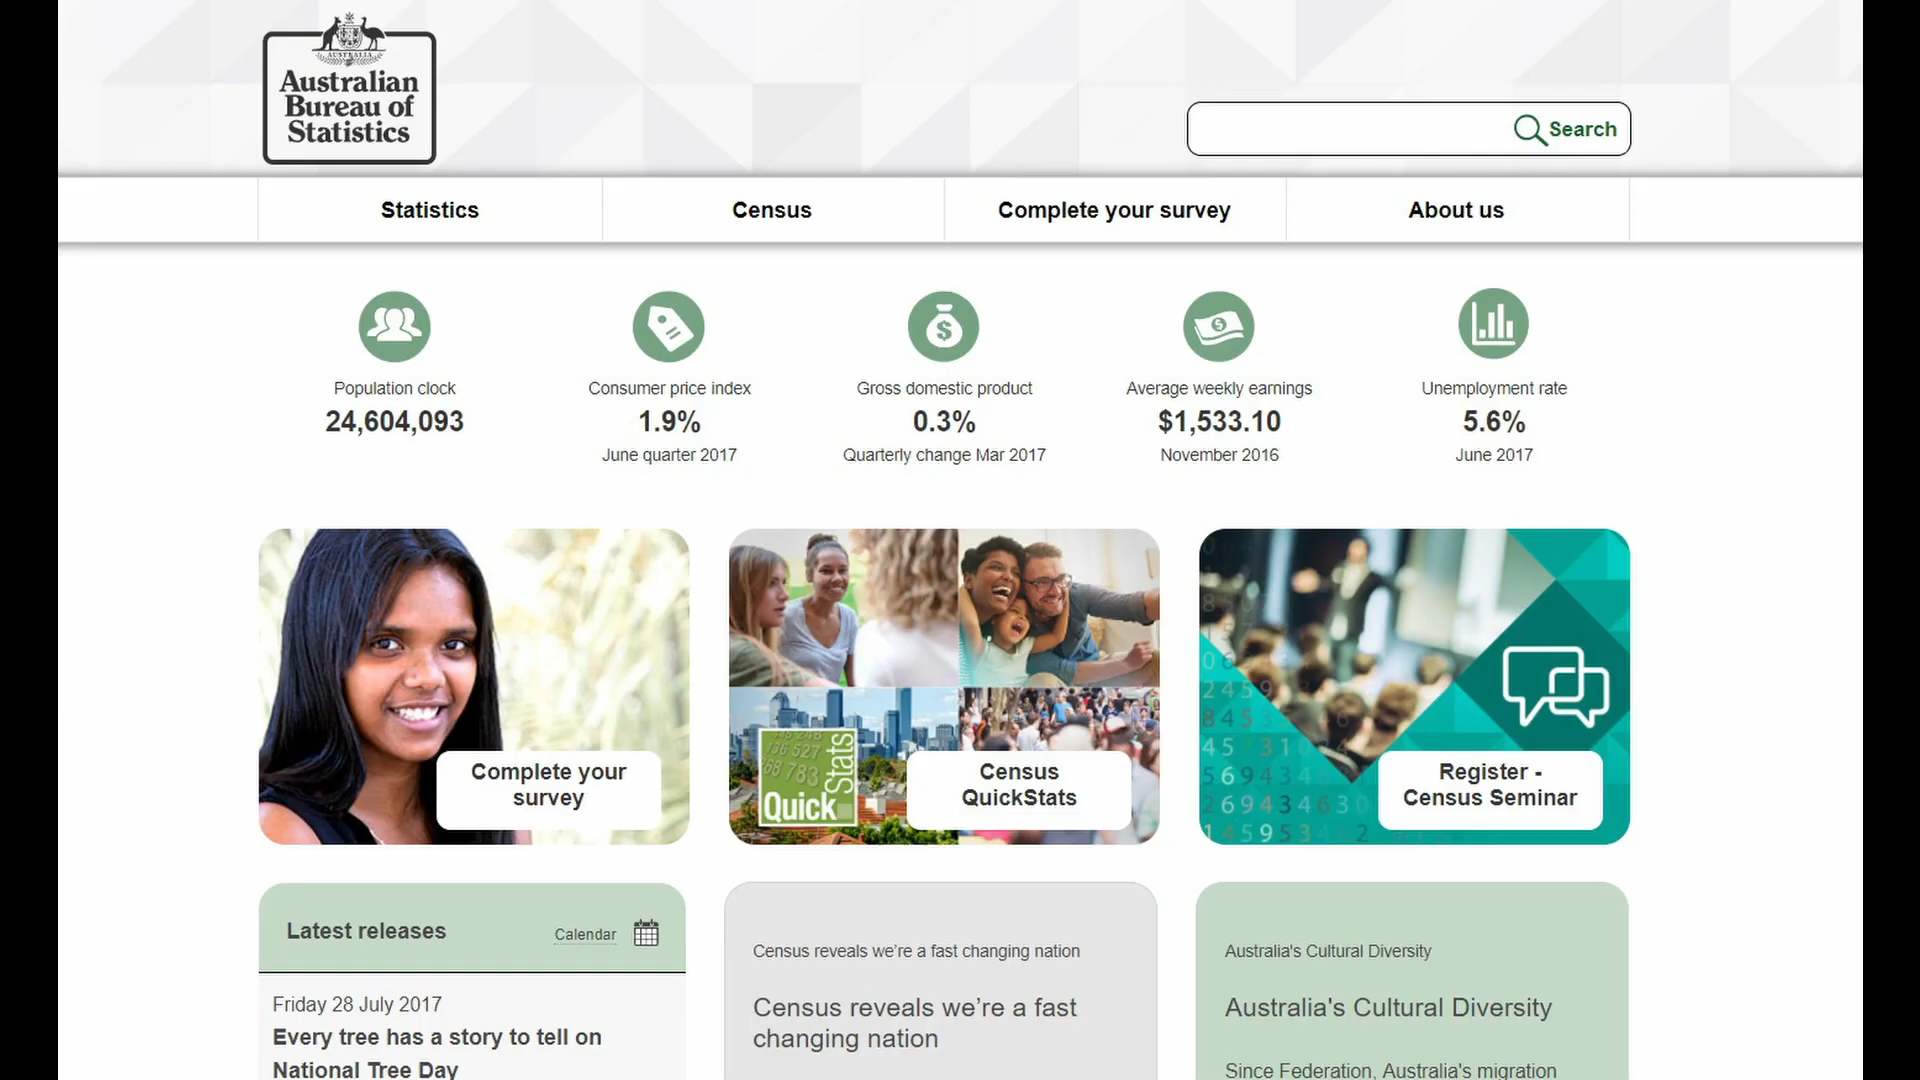 AUSTRALIA
Australian
Bureau of
Statistics
Search
Statistics
Census
Complete your survey
About us
Population clock
24,604,093
Consumer price index
1.9%
June quarter 2017
Gross domestic product
0.3%
Quarterly change Mar 2017
Average weekly earnings
$1,533.10
November 2016
Unemployment rate
5.6%
June 2017
Complete your
survey
Quick
Stats
Census
QuickStats
Register -
Census Seminar
Latest releases
Calendar
Friday 28 July 2017
Every tree has a story to tell on
National Tree Day
Census reveals we’re a fast changing nation
Census reveals we’re a fast
changing nation
Australia's Cultural Diversity
Australia's Cultural Diversity
Since Federation, Australia's migration